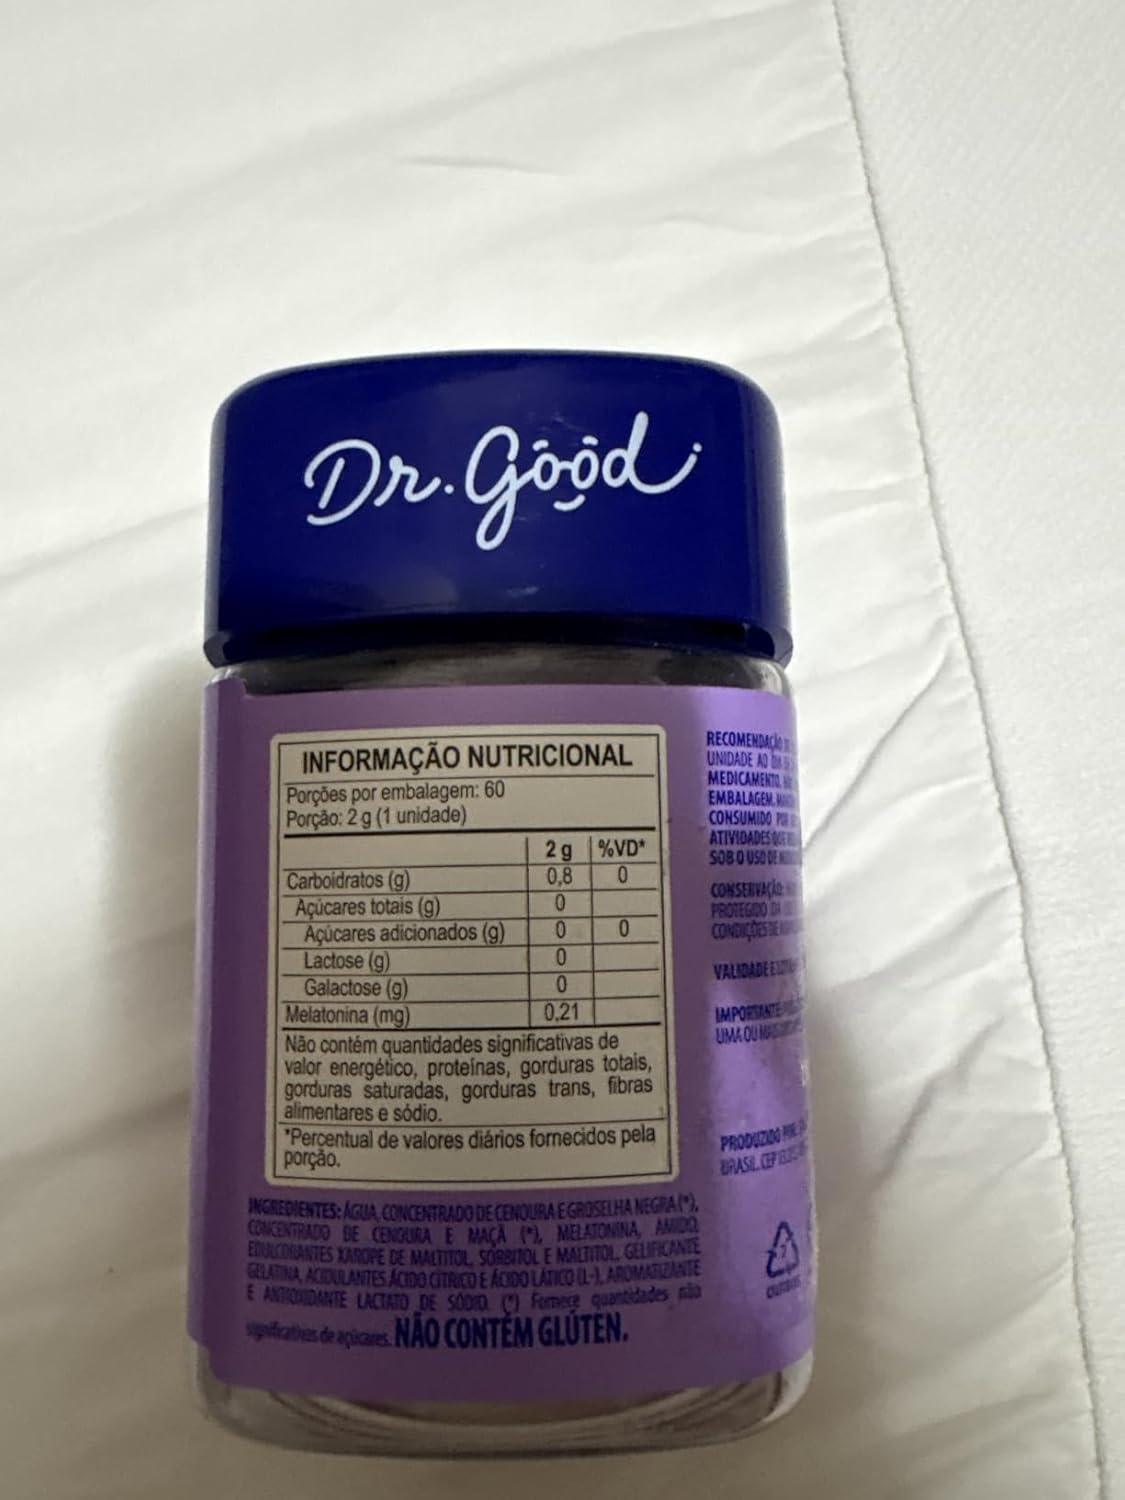 Dr. Good
INFORMAÇÃO NUTRICIONAL
Porções por embalagem: 60
Porção: 2 g (1 unidade)
2 g %VD*
Carboidratos (g) 0,8 0
Açúcares totais (g) 0
Açúcares adicionados (g) 0 0
Lactose (g) 0
Galactose (g) 0
Melatonina (mg) 0,21
Não contém quantidades significativas de
valor energético, proteínas, gorduras totais,
gorduras saturadas, gorduras trans, fibras
alimentares e sódio.
*Percentual de valores diários fornecidos pela
porção.
INGREDIENTES: ÁGUA, CONCENTRADO DE CENOURA E GROSELHA NEGRA (*),
CONCENTRADO DE CENOURA E MAÇÃ (*), MELATONINA, AMIDO,
EDULCORANTES XAROPE DE MALTITOL, SORBITOL E MALTITOL, GELIFICANTE
GELATINA, ACIDULANTES ÁCIDO CÍTRICO E ÁCIDO LÁTICO (L-), AROMATIZANTE
E ANTIOXIDANTE LACTATO DE SÓDIO. (*) Fornece quantidades não
significativas de açúcares. NÃO CONTÉM GLÚTEN.
RECOMENDAÇÃO
UNIDADE AO
MEDICAMENTO.
EMBALAGEM.
CONSUMIDO POR
ATIVIDADES QUE
SOB O USO DE
CONSERVAÇÃO:
PROTEGIDO DA
CONDIÇÕES DE
VALIDADE E
IMPORTANTE:
UMA OU MAIS
PRODUZIDO POR:
BRASIL. CEP
7
OUTROS